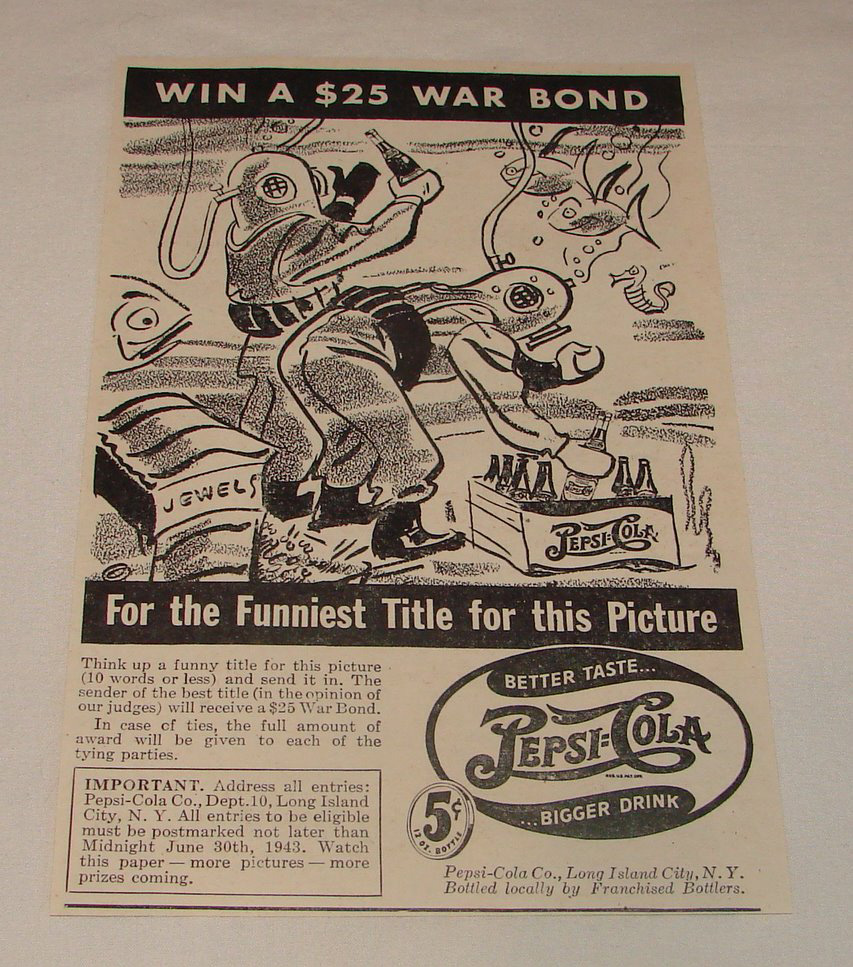 WIN A $25 WAR BOND
JEWELS
PEPSI-COLA
For the Funniest Title for this Picture
Think up a funny title for this picture
(10 words or less) and send it in. The
sender of the best title (in the opinion of
our judges) will receive a $25 War Bond.
In case of ties, the full amount of
award will be given to each of the
tying parties.
IMPORTANT. Address all entries:
Pepsi-Cola Co., Dept. 10, Long Island
City, N. Y. All entries to be eligible
must be postmarked not later than
Midnight June 30th, 1943. Watch
this paper — more pictures — more
prizes coming.
BETTER TASTE...
PEPSI-COLA
REG. U.S. PAT. OFF.
...BIGGER DRINK
5¢
12 OZ. BOTTLE
Pepsi-Cola Co., Long Island City, N. Y.
Bottled locally by Franchised Bottlers.